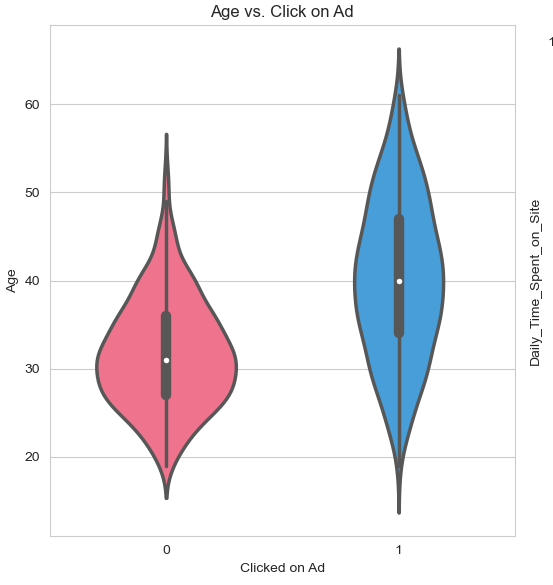 Age vs. Click on Ad
1
60
50
40
30
20
Age
Daily_Time_Spent_on_Site
0
1
Clicked on Ad